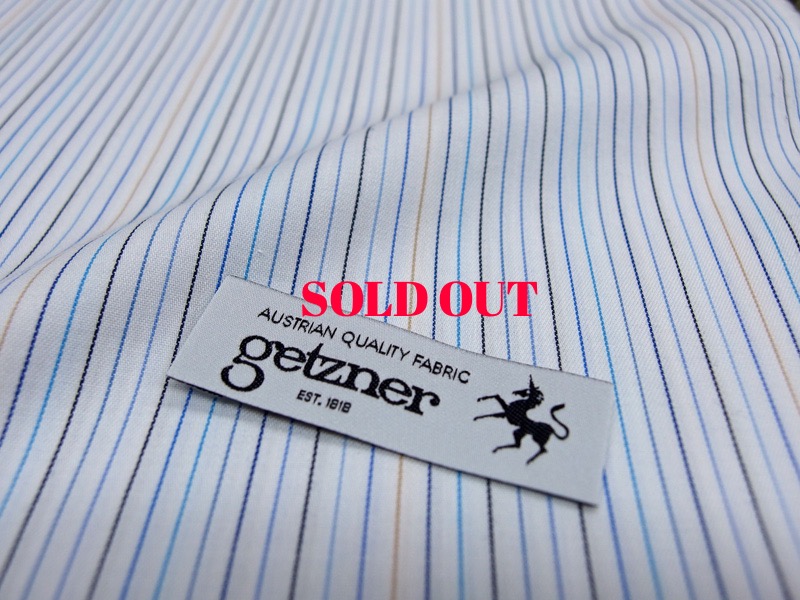 SOLD OUT
AUSTRIAN QUALITY FABRIC
getzner
EST. 1818